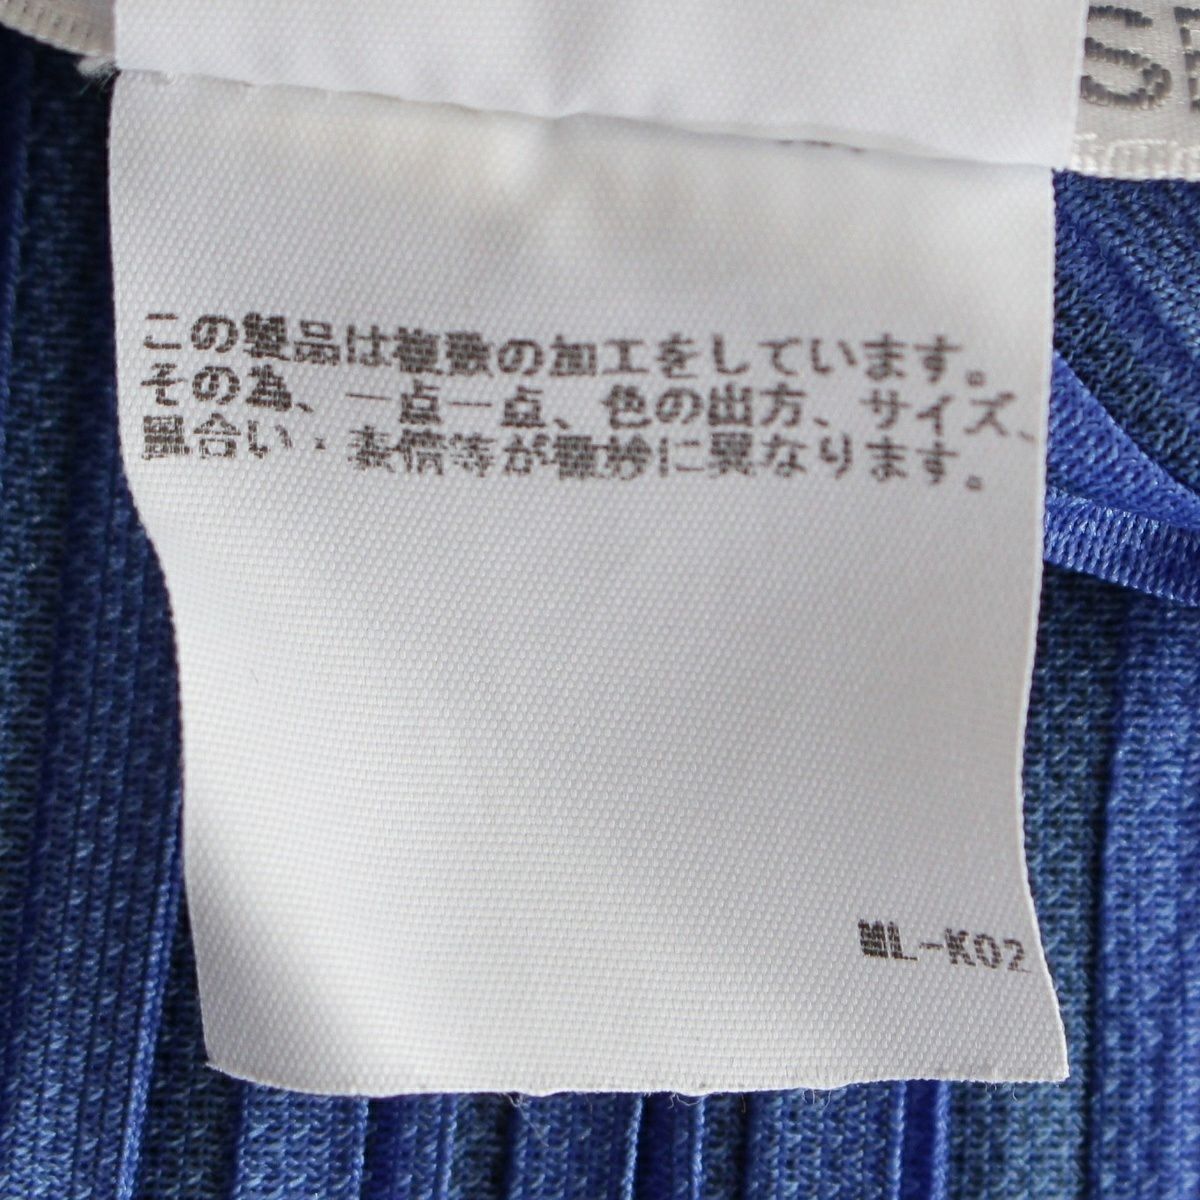 SE
この製品は複数の加工をしています。
その為、一点一点、色の出方、サイズ、
風合い・表情等が微妙に異なります。
ML-K02